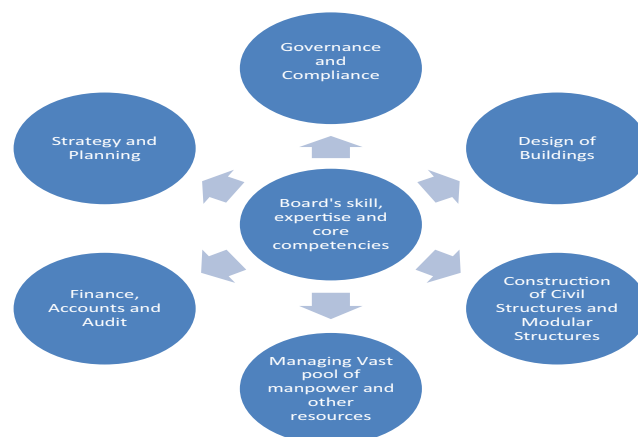 Governance
and
Compliance
Strategy and
Planning
Design of
Buildings
Board's skill,
expertise and
core
competencies
Finance,
Accounts and
Audit
Construction
of Civil
Structures and
Modular
Structures
Managing Vast
pool of
manpower and
other
resources